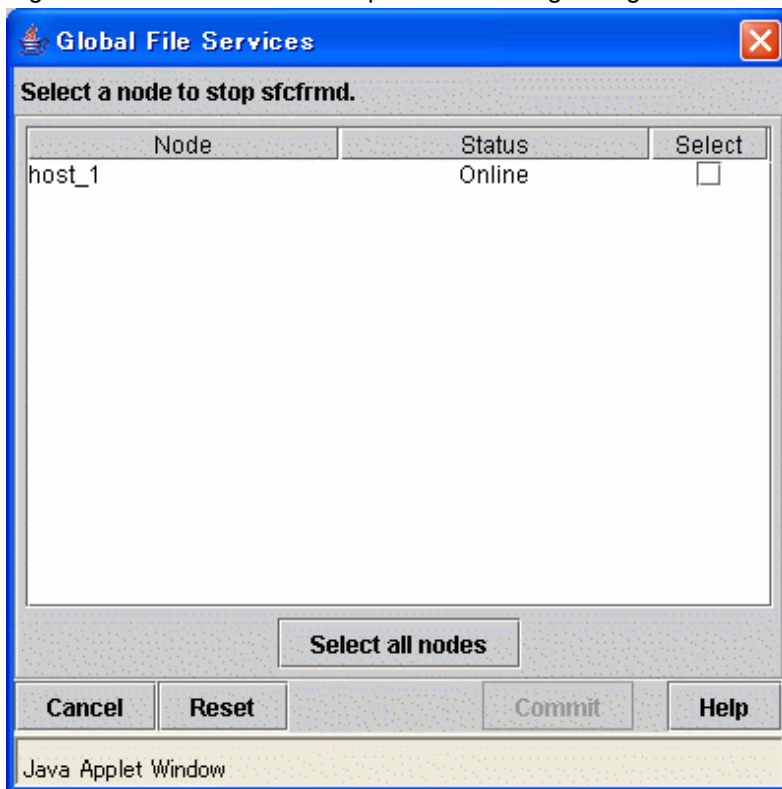 Global File Services
Select a node to stop sfcfrmd.
Node Status Select
host_1 Online
Select all nodes
Cancel Reset Commit Help
Java Applet Window